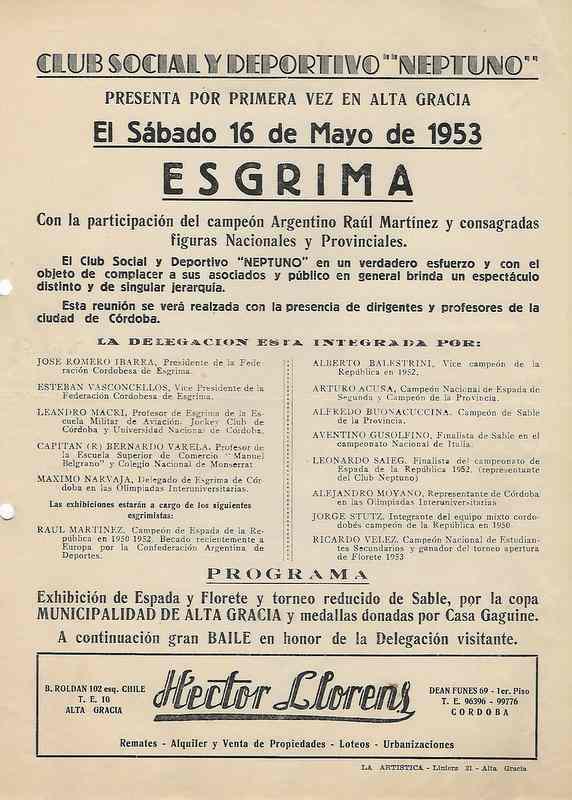 CLUB SOCIAL Y DEPORTIVO ""NEPTUNO""
PRESENTA POR PRIMERA VEZ EN ALTA GRACIA
El Sábado 16 de Mayo de 1953
ESGRIMA
Con la participación del campeón Argentino Raúl Martínez y consagradas
figuras Nacionales y Provinciales.
El Club Social y Deportivo "NEPTUNO" en un verdadero esfuerzo y con el
objeto de complacer a sus asociados y público en general brinda un espectáculo
distinto y de singular jerarquía.
Esta reunión se verá realzada con la presencia de dirigentes y profesores de la
ciudad de Córdoba.
LA DELEGACION ESTA INTEGRADA POR:
JOSE ROMERO IBARRA, Presidente de la Fede-
ración Cordobesa de Esgrima.
ESTEBAN VASCONCELLOS, Vice Presidente de la
Federación Cordobesa de Esgrima.
LEANDRO MACKI, Profesor de Esgrima de la Es-
cuela Militar de Aviación. Jockey Club de
Córdoba y Universidad Nacional de Córdoba.
CAPITAN (R) BERNARDO VARELA, Profesor de
la Escuela Superior de Comercio "Manuel
Belgrano" y Colegio Nacional de Monserrat
MAXIMO NARVAJA, Delegado de Esgrima de Cór
doba en las Olimpiadas Interuniversitarias.
Las exhibiciones estarán a cargo de los siguientes
esgrimistas:
RAUL MARTINEZ, Campeón de Espada de la Re-
pública en 1950 1952. Becado recientemente a
Europa por la Confederación Argentina de
Deportes.
ALBERTO BALESTRINI, Vice campeón de la
República en 1952.
ARTURO ACUSA, Campeón Nacional de Espada de
Segunda y Campeón de la Provincia.
ALFREDO BUONACUCCINA. Campeón de Sable
de la Provincia.
AVENTINO GUSOLFINO, Finalista de Sable en el
campeonato Nacional de Italia.
LEONARDO SAIEG. Finalista del campeonato de
Espada de la República 1952, (representante
del Club Neptuno)
ALEJANDRO MOYANO, Representante de Córdoba
en las Olimpiadas Interuniversitarias
JORGE STUTZ, Integrante del equipo mixto cordo-
dobés campeón de la República en 1950
RICARDO VELEZ. Campeón Nacional de Estudian-
tes Secundarios y ganador del torneo apertura
de Florete 1953
PROGRAMA
Exhibición de Espada y Florete y torneo reducido de Sable, por la copa
MUNICIPALIDAD DE ALTA GRACIA y medallas donadas por Casa Gaguine.
A continuación gran BAILE en honor de la Delegación visitante.
B. ROLDAN 102 esq. CHILE
T. E. 10
ALTA GRACIA
Hector Llorens
DEAN FUNES 69 - 1er. Piso
T. E. 96396 - 99776
CORDOBA
Remates - Alquiler y Venta de Propiedades - Loteos - Urbanizaciones
LA ARTISTICA - Liniers 21 - Alta Gracia